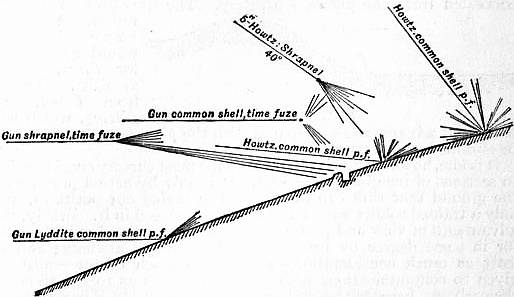 5"-Howtz: Shrapnel
40°
Howtz. common shell p.f.
Gun common shell, time fuze
Gun shrapnel, time fuze
Howtz. common shell p.f.
Gun Lyddite common shell p.f.